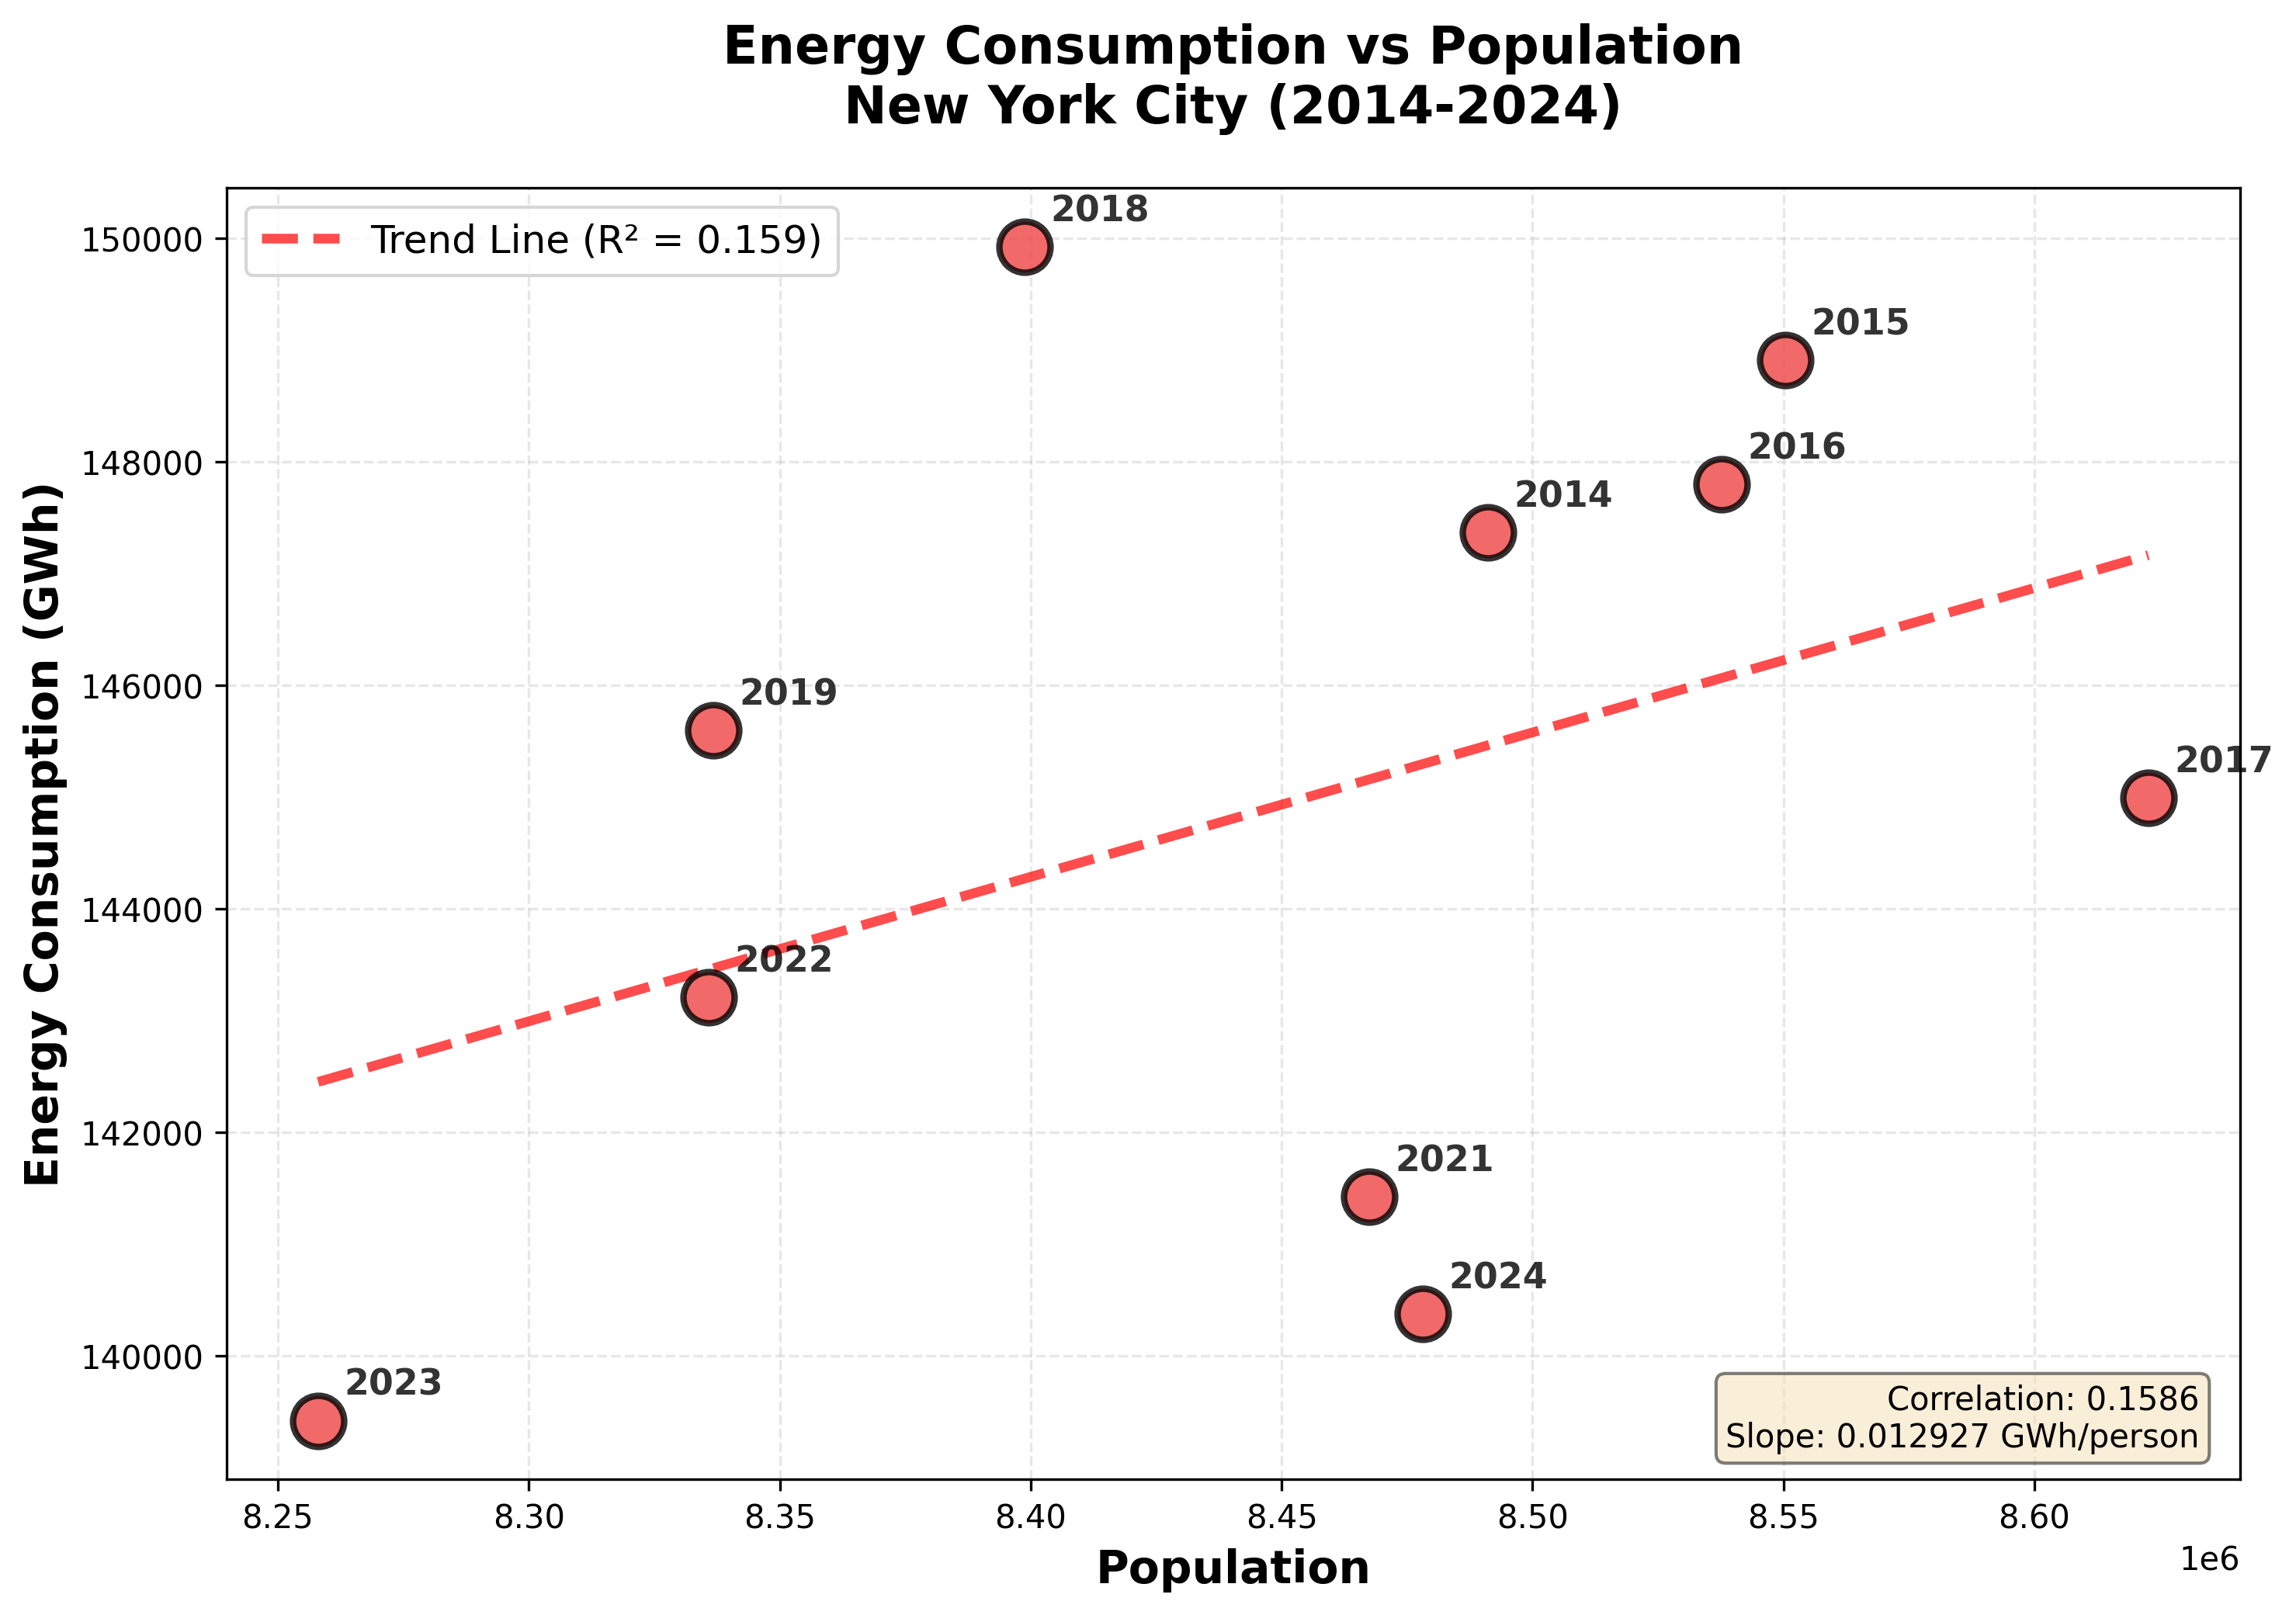 Energy Consumption vs Population
New York City (2014-2024)
Trend Line (R² = 0.159)
2018
2015
2016
2014
2019
2017
2022
2021
2024
2023
Energy Consumption (GWh)
150000
148000
146000
144000
142000
140000
Correlation: 0.1586
Slope: 0.012927 GWh/person
8.25 8.30 8.35 8.40 8.45 8.50 8.55 8.60
1e6
Population